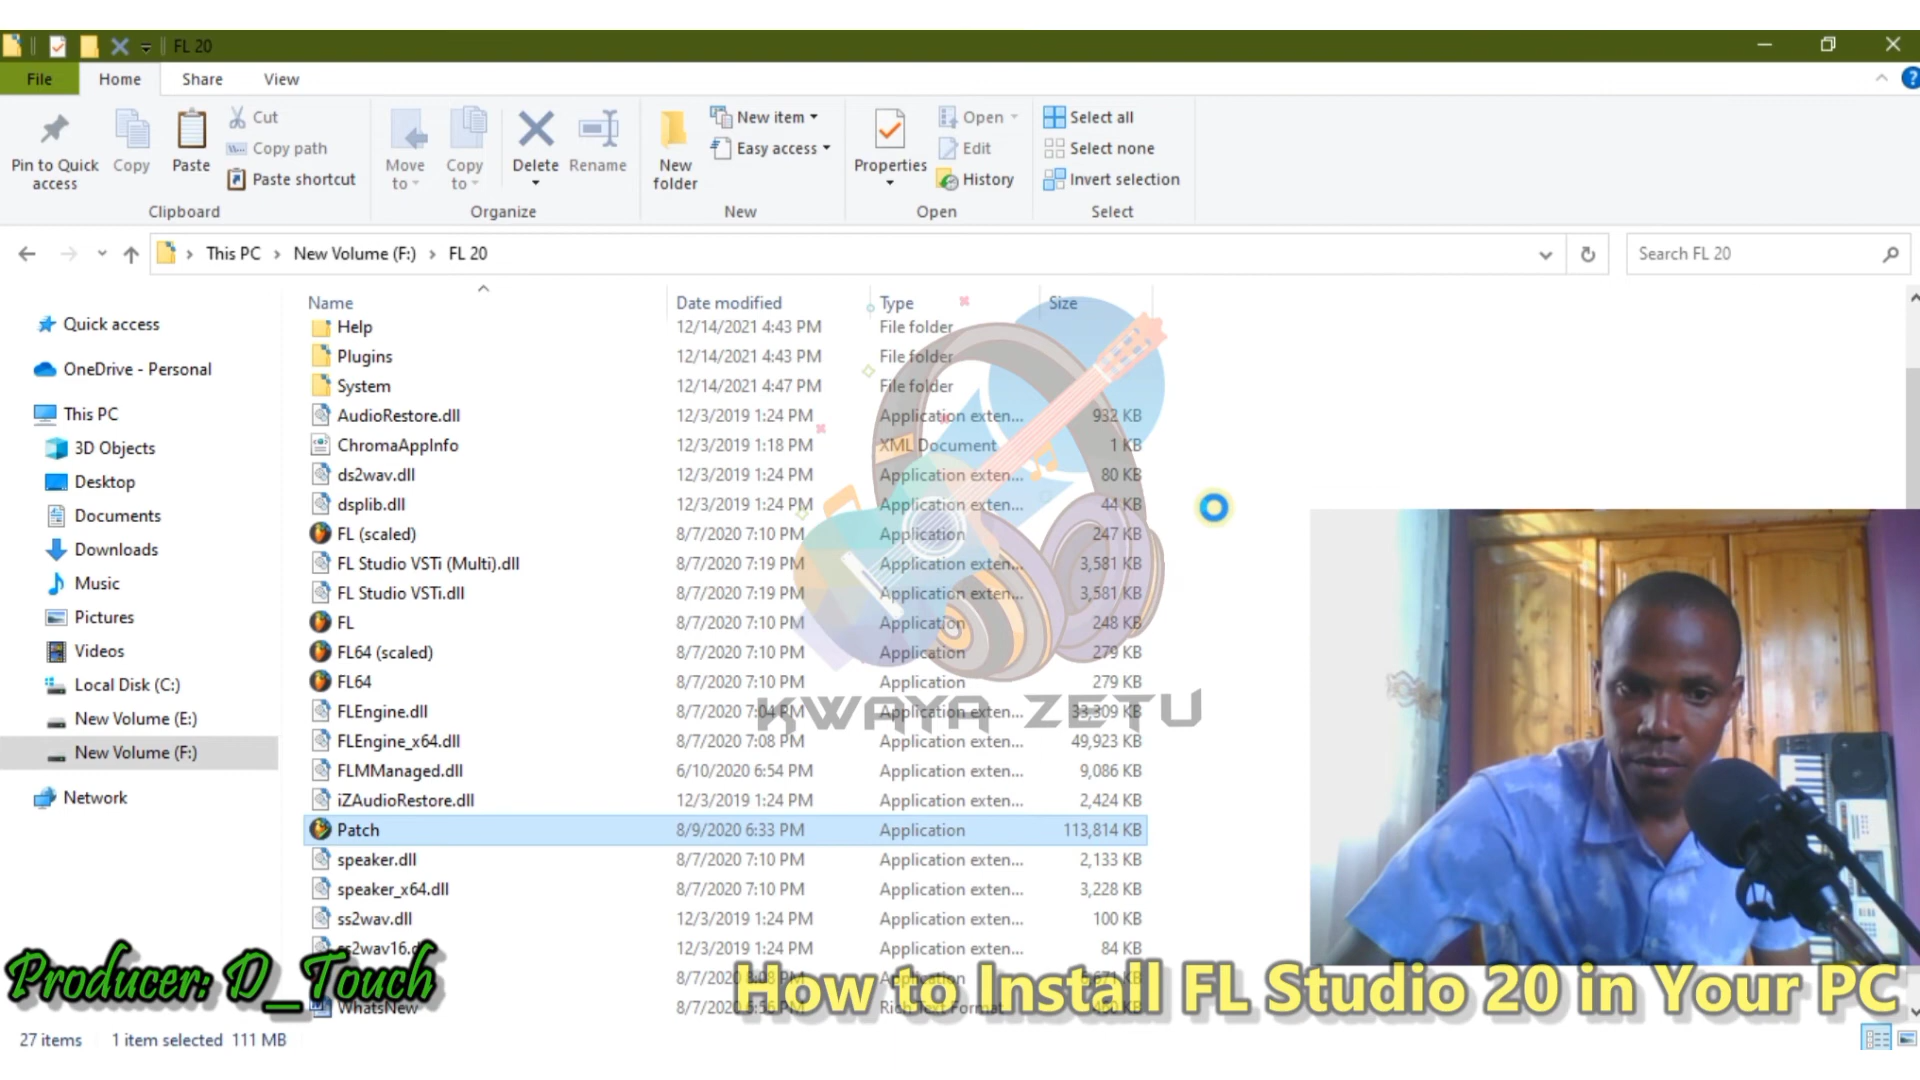 FL 20
File Home Share View
Pin to Quick access
Copy
Paste
Cut
Copy path
Paste shortcut
Clipboard
Move to
Copy to
Delete
Rename
Organize
New folder
New item
Easy access
New
Properties
Open
Edit
History
Open
Select all
Select none
Invert selection
Select
This PC › New Volume (F:) › FL 20
Search FL 20
Quick access
OneDrive - Personal
This PC
3D Objects
Desktop
Documents
Downloads
Music
Pictures
Videos
Local Disk (C:)
New Volume (E:)
New Volume (F:)
Network
Name Date modified Type Size
Help 12/14/2021 4:43 PM File folder
Plugins 12/14/2021 4:43 PM File folder
System 12/14/2021 4:47 PM File folder
AudioRestore.dll 12/3/2019 1:24 PM Application exten... 932 KB
ChromaAppInfo 12/3/2019 1:18 PM XML Document 1 KB
ds2wav.dll 12/3/2019 1:24 PM Application exten... 80 KB
dsplib.dll 12/3/2019 1:24 PM Application exten... 44 KB
FL (scaled) 8/7/2020 7:10 PM Application 247 KB
FL Studio VSTi (Multi).dll 8/7/2020 7:19 PM Application exten... 3,581 KB
FL Studio VSTi.dll 8/7/2020 7:19 PM Application exten... 3,581 KB
FL 8/7/2020 7:10 PM Application 248 KB
FL64 (scaled) 8/7/2020 7:10 PM Application 279 KB
FL64 8/7/2020 7:10 PM Application 279 KB
FLEngine.dll 8/7/2020 7:04 PM Application exten... 33,309 KB
FLEngine_x64.dll 8/7/2020 7:08 PM Application exten... 49,923 KB
FLMManaged.dll 6/10/2020 6:54 PM Application exten... 9,086 KB
iZAudioRestore.dll 12/3/2019 1:24 PM Application exten... 2,424 KB
Patch 8/9/2020 6:33 PM Application 113,814 KB
speaker.dll 8/7/2020 7:10 PM Application exten... 2,133 KB
speaker_x64.dll 8/7/2020 7:10 PM Application exten... 3,228 KB
ss2wav.dll 12/3/2019 1:24 PM Application exten... 100 KB
ss2wav16.d 12/3/2019 1:24 PM Application exten... 84 KB
8/7/2020
WhatsNew 8/7/2020
KWAYA ZETU
Producer: D_Touch
How to Install FL Studio 20 in Your PC
27 items 1 item selected 111 MB